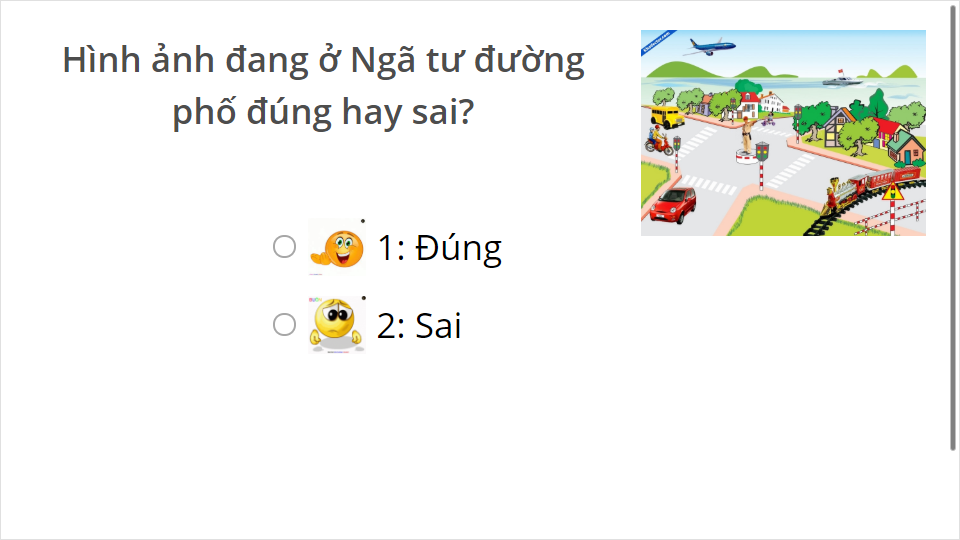 Hình ảnh đang ở Ngã tư đường
phố đúng hay sai?
1: Đúng
2: Sai